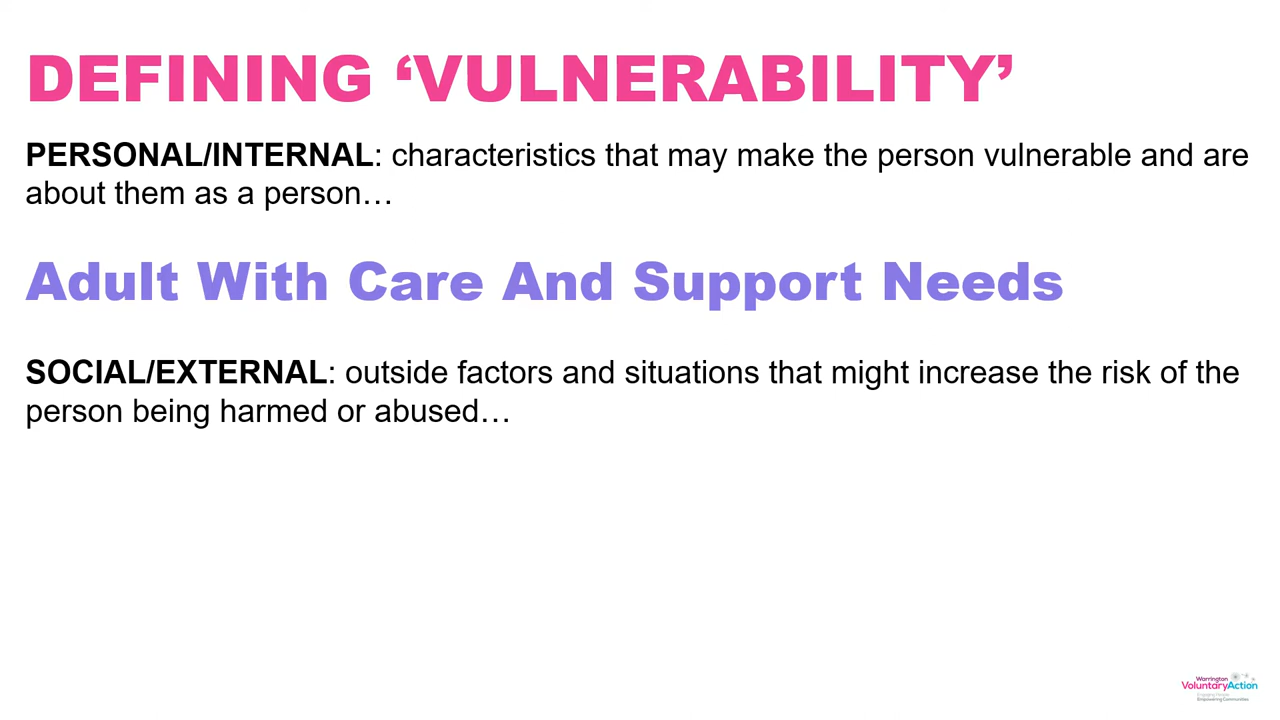 DEFINING ‘VULNERABILITY’
PERSONAL/INTERNAL: characteristics that may make the person vulnerable and are
about them as a person…
Adult With Care And Support Needs
SOCIAL/EXTERNAL: outside factors and situations that might increase the risk of the
person being harmed or abused…
Warrington
VoluntaryAction
Empowering Communities